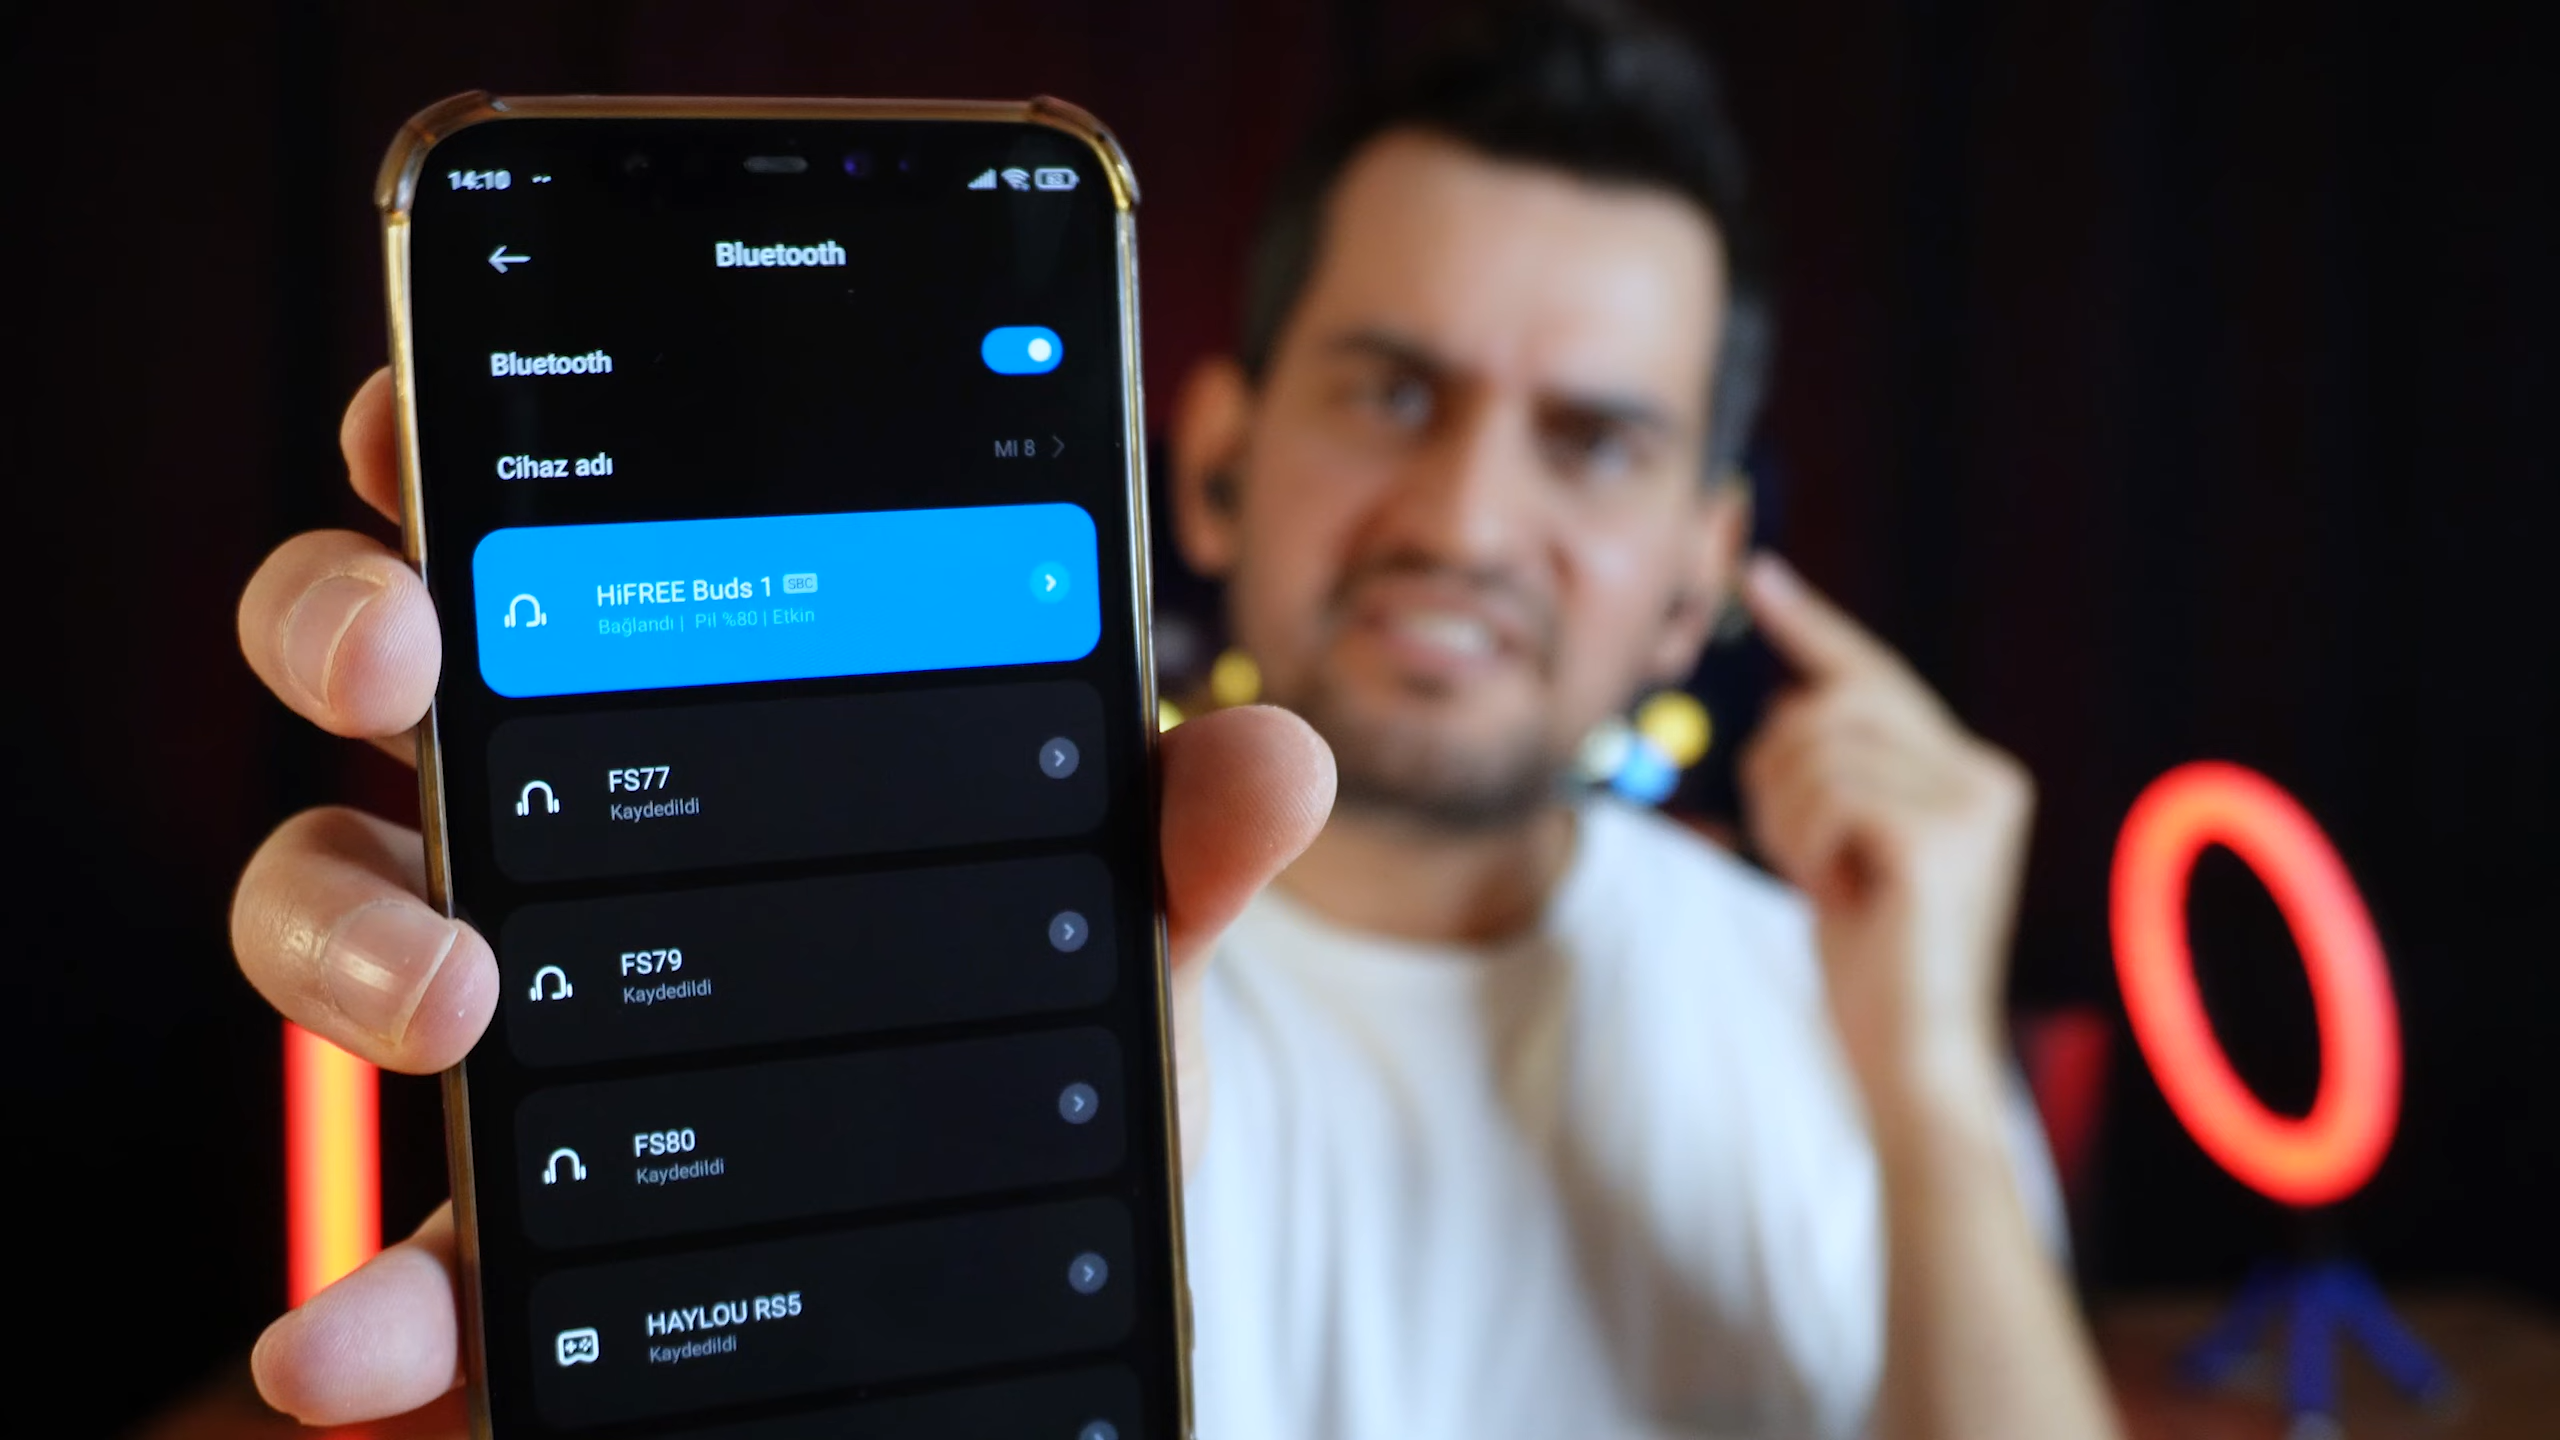 14:10
Bluetooth
Bluetooth
Cihaz adı
MI 8
HiFREE Buds 1 SBC
Bağlandı | Pil %80 | Etkin
FS77
Kaydedildi
FS79
Kaydedildi
FS80
Kaydedildi
HAYLOU RS5
Kaydedildi